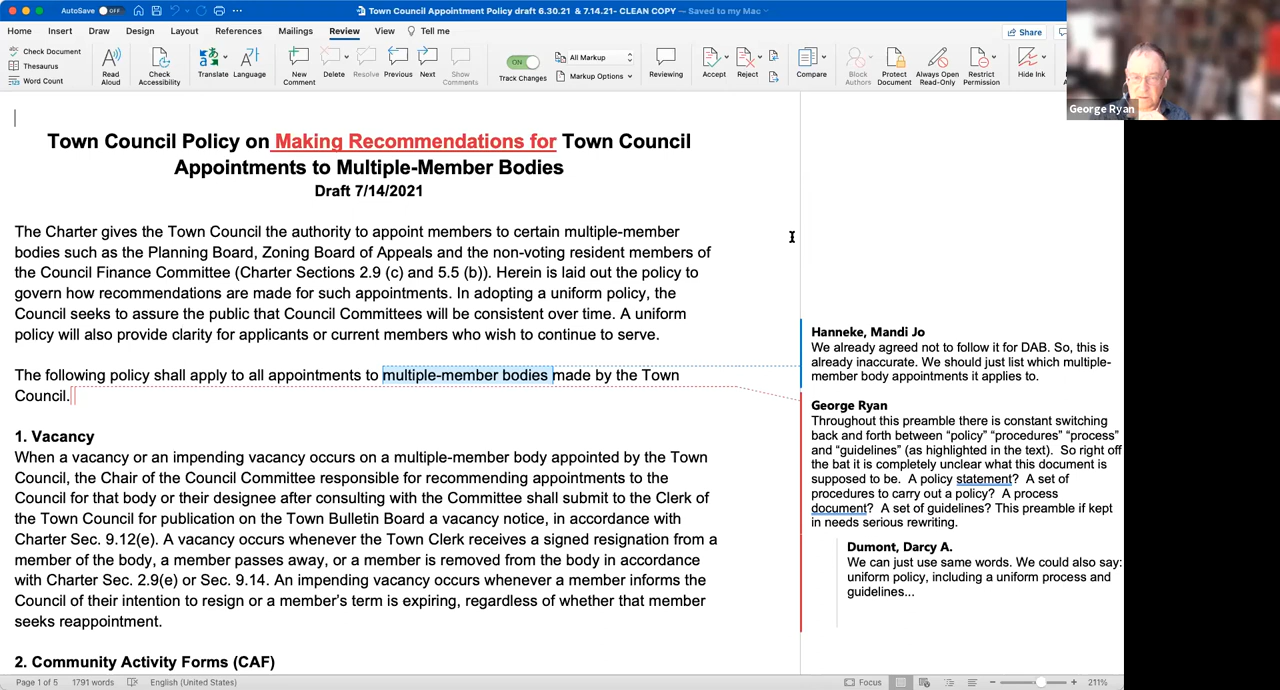 AutoSave OFF
Town Council Appointment Policy draft 6.30.21 & 7.14.21- CLEAN COPY — Saved to my Mac
Home Insert Draw Design Layout References Mailings Review View Tell me
Share
Check Document
Thesaurus
Word Count
Read Aloud
Check Accessibility
Translate Language
New Comment
Delete Resolve Previous Next
Show Comments
ON
Track Changes
All Markup
Markup Options
Reviewing
Accept Reject
Compare
Block Authors
Protect Document
Always Open Read-Only
Restrict Permission
Hide Ink
George Ryan
Town Council Policy on Making Recommendations for Town Council
Appointments to Multiple-Member Bodies
Draft 7/14/2021
The Charter gives the Town Council the authority to appoint members to certain multiple-member
bodies such as the Planning Board, Zoning Board of Appeals and the non-voting resident members of
the Council Finance Committee (Charter Sections 2.9 (c) and 5.5 (b)). Herein is laid out the policy to
govern how recommendations are made for such appointments. In adopting a uniform policy, the
Council seeks to assure the public that Council Committees will be consistent over time. A uniform
policy will also provide clarity for applicants or current members who wish to continue to serve.
The following policy shall apply to all appointments to multiple-member bodies made by the Town
Council.
1. Vacancy
When a vacancy or an impending vacancy occurs on a multiple-member body appointed by the Town
Council, the Chair of the Council Committee responsible for recommending appointments to the
Council for that body or their designee after consulting with the Committee shall submit to the Clerk of
the Town Council for publication on the Town Bulletin Board a vacancy notice, in accordance with
Charter Sec. 9.12(e). A vacancy occurs whenever the Town Clerk receives a signed resignation from a
member of the body, a member passes away, or a member is removed from the body in accordance
with Charter Sec. 2.9(e) or Sec. 9.14. An impending vacancy occurs whenever a member informs the
Council of their intention to resign or a member's term is expiring, regardless of whether that member
seeks reappointment.
2. Community Activity Forms (CAF)
Hanneke, Mandi Jo
We already agreed not to follow it for DAB. So, this is
already inaccurate. We should just list which multiple-
member body appointments it applies to.
George Ryan
Throughout this preamble there is constant switching
back and forth between “policy” “procedures” “process”
and “guidelines” (as highlighted in the text). So right off
the bat it is completely unclear what this document is
supposed to be. A policy statement? A set of
procedures to carry out a policy? A process
document? A set of guidelines? This preamble if kept
in needs serious rewriting.
Dumont, Darcy A.
We can just use same words. We could also say:
uniform policy, including a uniform process and
guidelines...
Page 1 of 5 1791 words English (United States) Focus 211%